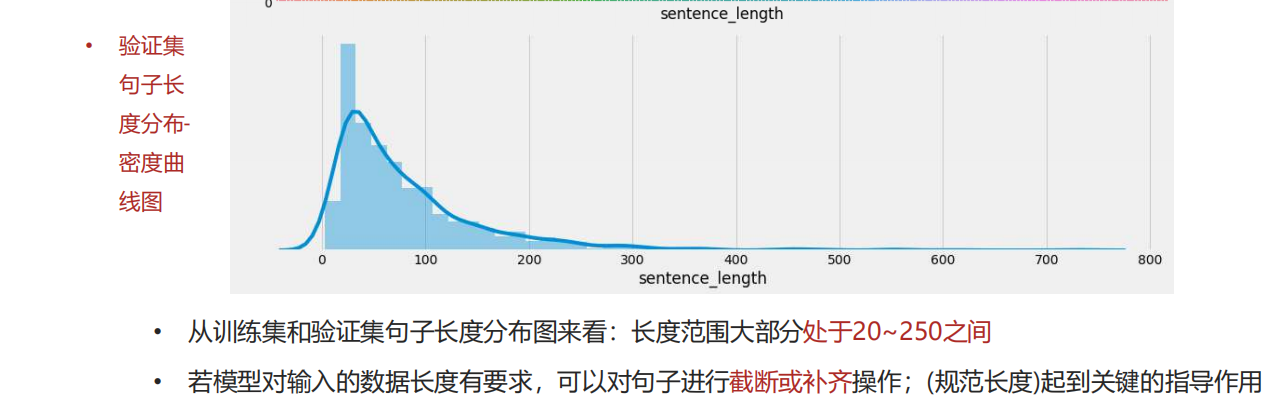 0
sentence_length
• 验证集
句子长
度分布-
密度曲
线图
0 100 200 300 400 500 600 700 800
sentence_length
• 从训练集和验证集句子长度分布图来看：长度范围大部分处于20~250之间
• 若模型对输入的数据长度有要求，可以对句子进行截断或补齐操作；(规范长度)起到关键的指导作用